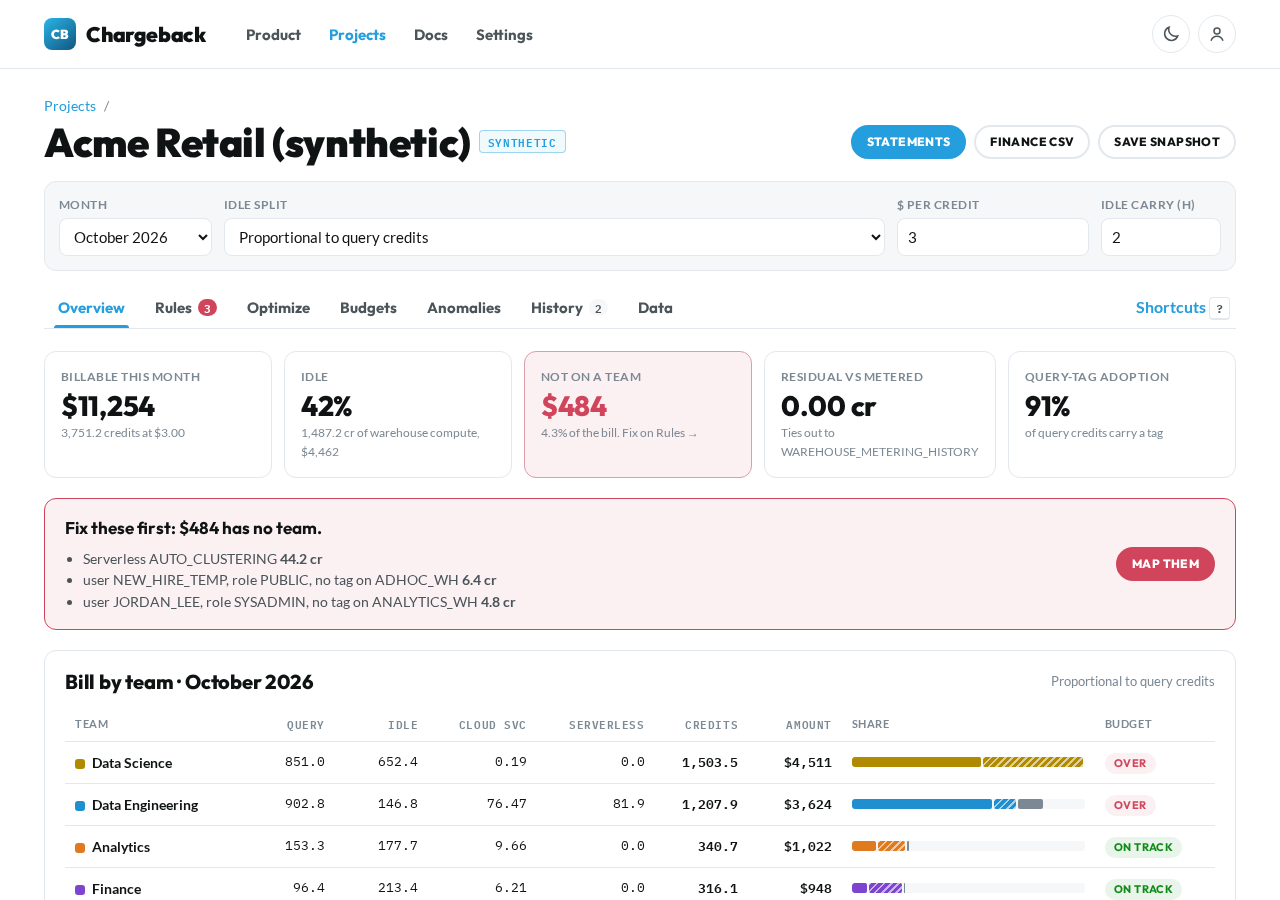 CB Chargeback Product Projects Docs Settings
Projects /
Acme Retail (synthetic) SYNTHETIC STATEMENTS FINANCE CSV SAVE SNAPSHOT
MONTH IDLE SPLIT $ PER CREDIT IDLE CARRY (H)
October 2026 Proportional to query credits 3 2
Overview Rules 3 Optimize Budgets Anomalies History 2 Data Shortcuts ?
BILLABLE THIS MONTH IDLE NOT ON A TEAM RESIDUAL VS METERED QUERY-TAG ADOPTION
$11,254 42% $484 0.00 cr 91%
3,751.2 credits at $3.00 1,487.2 cr of warehouse compute, 4.3% of the bill. Fix on Rules → Ties out to of query credits carry a tag
$4,462 WAREHOUSE_METERING_HISTORY
Fix these first: $484 has no team.
• Serverless AUTO_CLUSTERING 44.2 cr
• user NEW_HIRE_TEMP, role PUBLIC, no tag on ADHOC_WH 6.4 cr
• user JORDAN_LEE, role SYSADMIN, no tag on ANALYTICS_WH 4.8 cr
MAP THEM
Bill by team · October 2026 Proportional to query credits
TEAM QUERY IDLE CLOUD SVC SERVERLESS CREDITS AMOUNT SHARE BUDGET
Data Science 851.0 652.4 0.19 0.0 1,503.5 $4,511 OVER
Data Engineering 902.8 146.8 76.47 81.9 1,207.9 $3,624 OVER
Analytics 153.3 177.7 9.66 0.0 340.7 $1,022 ON TRACK
Finance 96.4 213.4 6.21 0.0 316.1 $948 ON TRACK